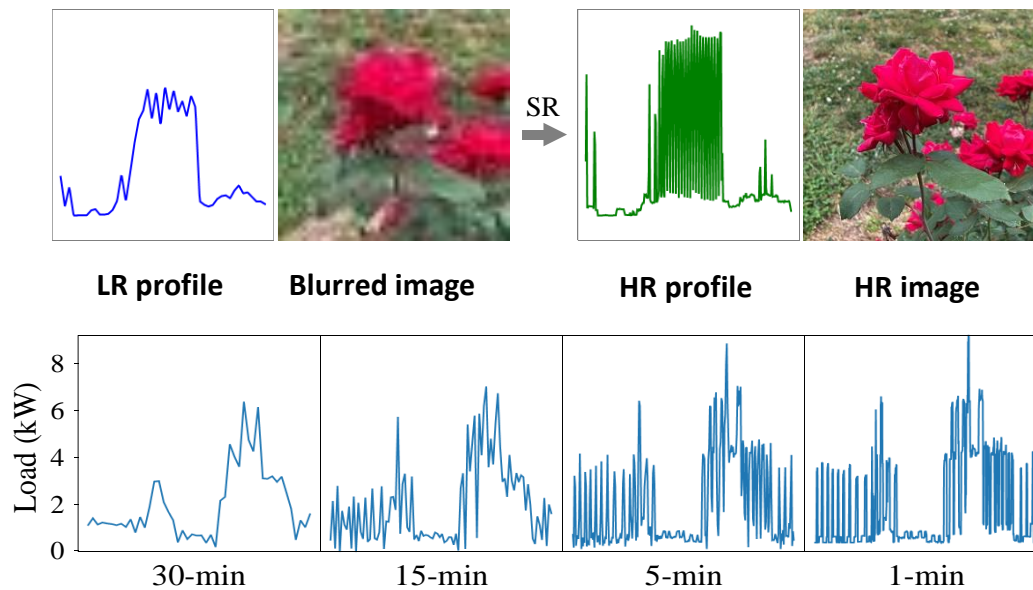 SR
LR profile
Blurred image
HR profile
HR image
Load (kW)
8
6
4
2
0
30-min
15-min
5-min
1-min